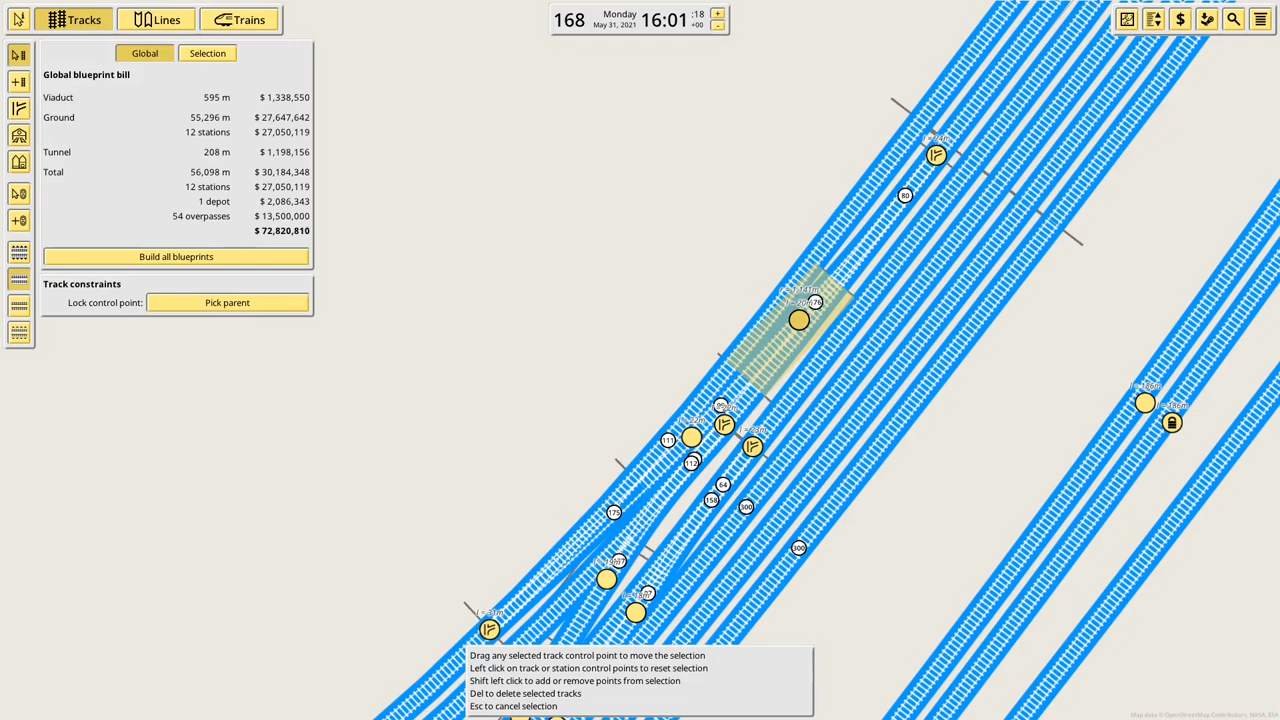 Tracks
Lines
Trains
168
Monday
May 31, 2021
16:01
:18
+00
+
-
$
Global
Selection
Global blueprint bill
Viaduct 595 m $ 1,338,550
Ground 55,296 m $ 27,647,642
12 stations $ 27,050,119
Tunnel 208 m $ 1,198,156
Total 56,098 m $ 30,184,348
12 stations $ 27,050,119
1 depot $ 2,086,343
54 overpasses $ 13,500,000
$ 72,820,810
Build all blueprints
Track constraints
Lock control point: Pick parent
80
76
111
112
64
158
300
175
300
l = 186m
l = 18m
l = 31m
Drag any selected track control point to move the selection
Left click on track or station control points to reset selection
Shift left click to add or remove points from selection
Del to delete selected tracks
Esc to cancel selection
Map data © OpenStreetMap Contributors, NASA, ESA